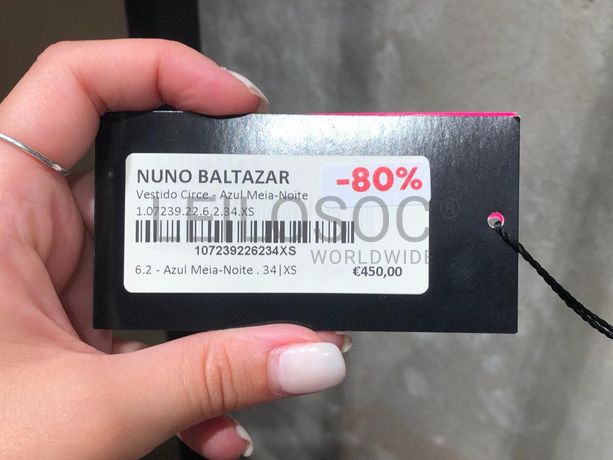 NUNO BALTAZAR
-80%
Vestido Circe - Azul Meia-Noite
1.07239.22.6.2.34.XS
LEILOSOC®
WORLDWIDE
107239226234XS
6.2 - Azul Meia-Noite . 34|XS €450,00